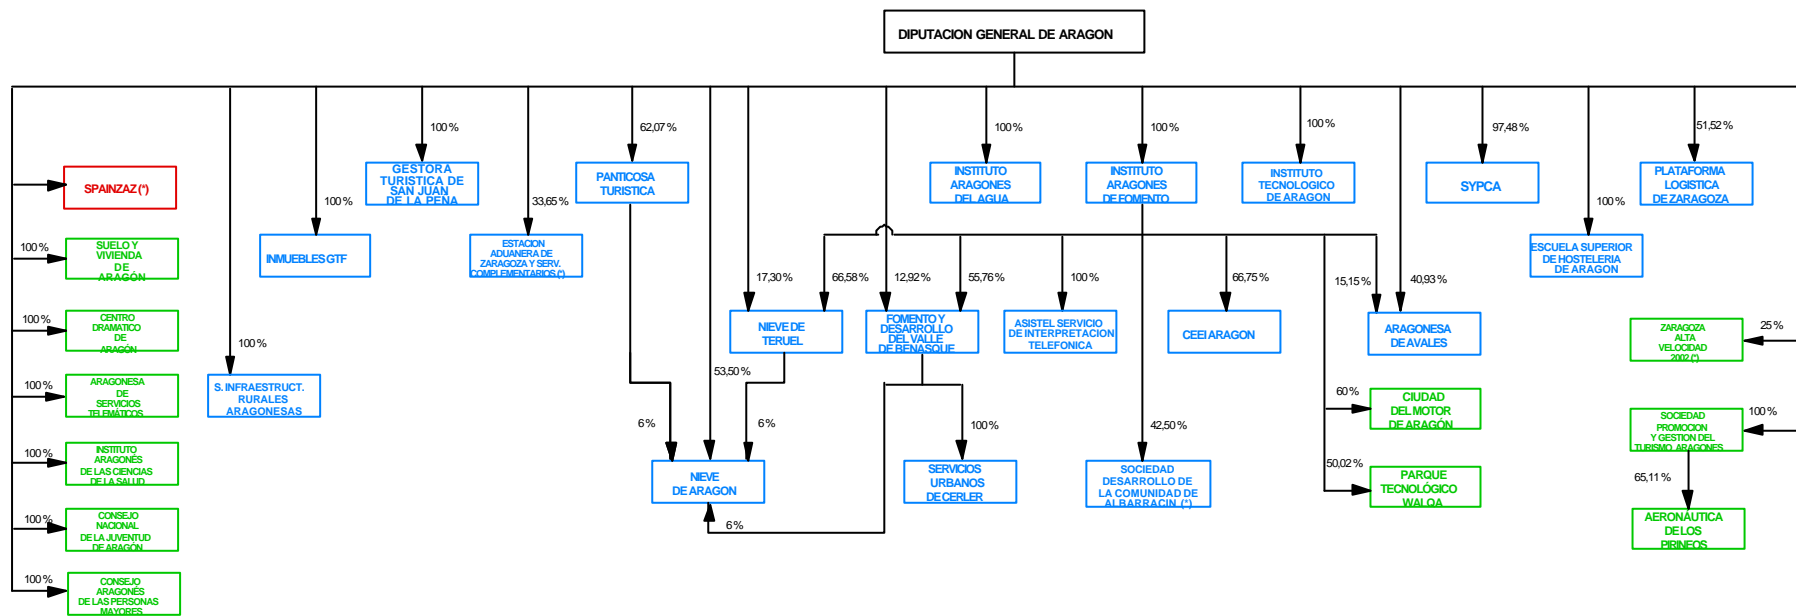 DIPUTACION GENERAL DE ARAGON
100 %
62,07 %
100 %
100 %
100 %
97,48 %
51,52 %
SPAINZAZ (*)
GESTORA
TURISTICA DE
SAN JUAN
DE LA PEÑA
PANTICOSA
TURISTICA
INSTITUTO
ARAGONES
DEL AGUA
INSTITUTO
ARAGONES
DE FOMENTO
INSTITUTO
TECNOLOGICO
DE ARAGON
SYPCA
PLATAFORMA
LOGISTICA
DE ZARAGOZA
100 %
33,65 %
100 %
100 %
SUELO Y
VIVIENDA
DE
ARAGÓN
INMUEBLES GTF
ESTACION
ADUANERA DE
ZARAGOZA Y SERV.
COMPLEMENTARIOS (*)
ESCUELA SUPERIOR
DE HOSTELERIA
DE ARAGON
17,30 %
66,58 %
12,92 %
55,76 %
100 %
66,75 %
15,15 %
40,93 %
100 %
CENTRO
DRAMATICO
DE
ARAGÓN
100 %
NIEVE DE
TERUEL
FOMENTO Y
DESARROLLO
DEL VALLE
DE BENASQUE
ASISTEL SERVICIO
DE INTERPRETACION
TELEFONICA
CEEI ARAGON
ARAGONESA
DE AVALES
ZARAGOZA
ALTA
VELOCIDAD
2002 (*)
25 %
100 %
ARAGONESA
DE
SERVICIOS
TELEMÁTICOS
S. INFRAESTRUCT.
RURALES
ARAGONESAS
53,50 %
60 %
CIUDAD
DEL MOTOR
DE ARAGÓN
6 %
6 %
100 %
42,50 %
SOCIEDAD
PROMOCION
Y GESTION DEL
TURISMO ARAGONES
100 %
100 %
INSTITUTO
ARAGONÉS
DE LAS CIENCIAS
DE LA SALUD
NIEVE
DE ARAGON
SERVICIOS
URBANOS
DE CERLER
SOCIEDAD
DESARROLLO DE
LA COMUNIDAD DE
ALBARRACIN (*)
50,02 %
PARQUE
TECNOLÓGICO
WALQA
65,11 %
100 %
CONSEJO
NACIONAL
DE LA JUVENTUD
DE ARAGÓN
6 %
AERONAUTICA
DE LOS
PIRINEOS
100 %
CONSEJO
ARAGONÉS
DE LAS PERSONAS
MAYORES